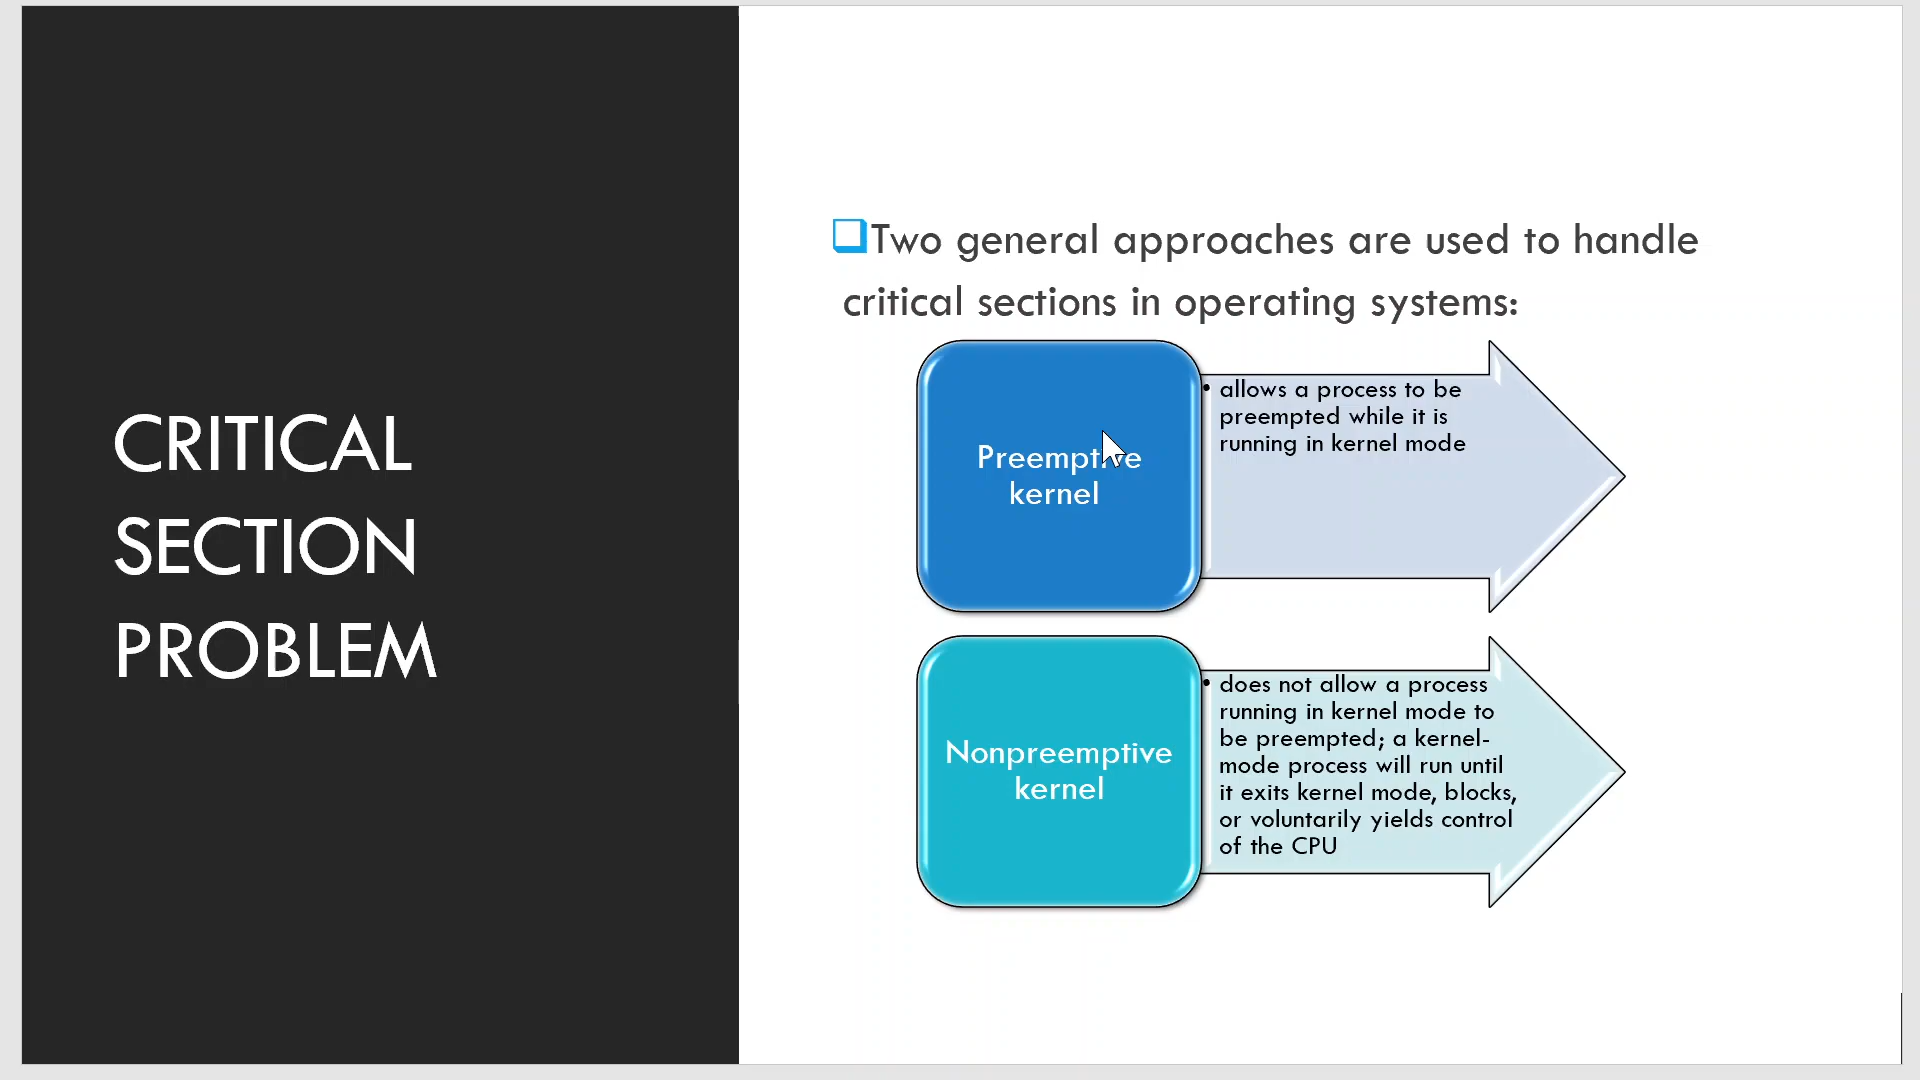 CRITICAL
SECTION
PROBLEM
Two general approaches are used to handle
critical sections in operating systems:
Preemptive
kernel
• allows a process to be
preempted while it is
running in kernel mode
Nonpreemptive
kernel
• does not allow a process
running in kernel mode to
be preempted; a kernel-
mode process will run until
it exits kernel mode, blocks,
or voluntarily yields control
of the CPU